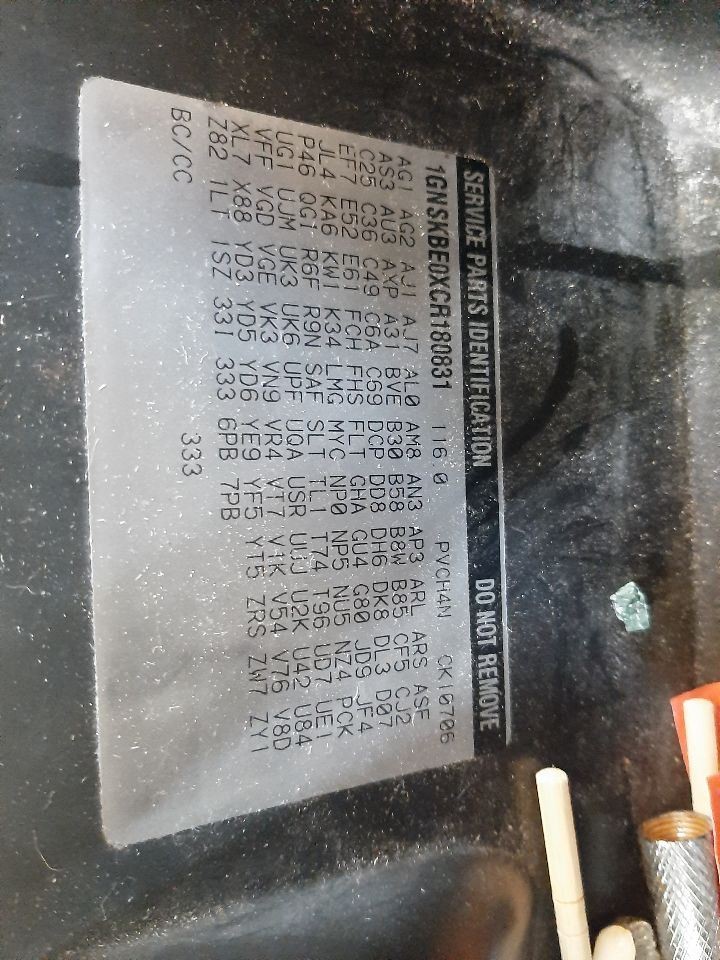 SERVICE PARTS IDENTIFICATION DO NOT REMOVE
1GNSKBE0XCR180831 116.0 PVCH4N CK10706
AG1 AG2 AJ1 AJ7 AL0 AM8 AN3 AP3 ARL ARS ASF
AS3 AU3 AXP A31 BVE B30 B58 B8W B85 CF5 CJ2
C25 C36 C49 C6A C69 DCP DD8 DH6 DK8 DL3 D07
EF7 E52 E61 FCH FHS FLT GHA GU4 G80 JD9 JF4
JL4 KA6 KW1 K34 LMG MYC NP0 NP5 NU5 NZ4 PCK
P46 QG1 R6F R9N SAF SLT TL1 T74 T96 UD7 UE1
UG1 UJM UK3 UK6 UPF UQA USR UUJ U2K U42 U84
VFF VGD VGE VK3 VN9 VR4 VT7 V1K V54 V76 V8D
XL7 X88 YD3 YD5 YD6 YE9 YF5 YT5 ZRS ZW7 ZY1
Z82 1LT 1SZ 331 333 6PB 7PB
BC/CC 333